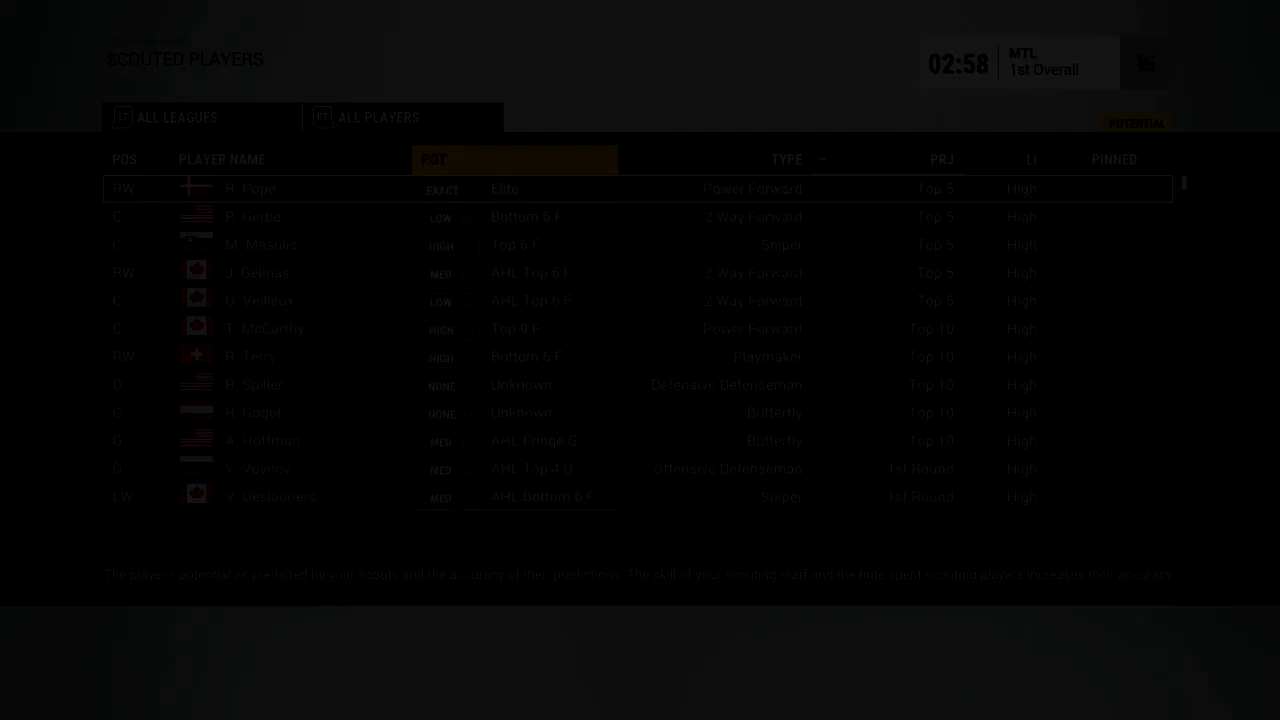 SCOUTED PLAYERS
02:58 MTL
1st Overall
LT ALL LEAGUES RT ALL PLAYERS
POTENTIAL
POS PLAYER NAME POT TYPE PRJ LI PINNED
RW R. Pope EXACT Elite Power Forward Top 5 High
C R. Gerbe LOW Bottom 6 F 2 Way Forward Top 5 High
C M. Masulis HIGH Top 6 F Sniper Top 5 High
RW J. Gelinas MED AHL Top 6 F 2 Way Forward Top 5 High
C Veilleux LOW AHL Top 6 F 2 Way Forward Top 5 High
C T. McCarthy HIGH Top 9 F Power Forward Top 10 High
RW R. Terry HIGH Bottom 6 F Playmaker Top 10 High
D R. Spiller NONE Unknown Defensive Defenseman Top 10 High
G R. Gogol NONE Unknown Butterfly Top 10 High
G A. Hoffman MED AHL Fringe G Butterfly Top 10 High
D V. Voynov MED AHL Top 4 D Offensive Defenseman 1st Round High
LW V. Deslauriers MED AHL Bottom 6 F Sniper 1st Round High
The player's potential as predicted by your scouts and the accuracy of their predictions. The skill of your scouting staff and the time spent scouting players increases their accuracy.